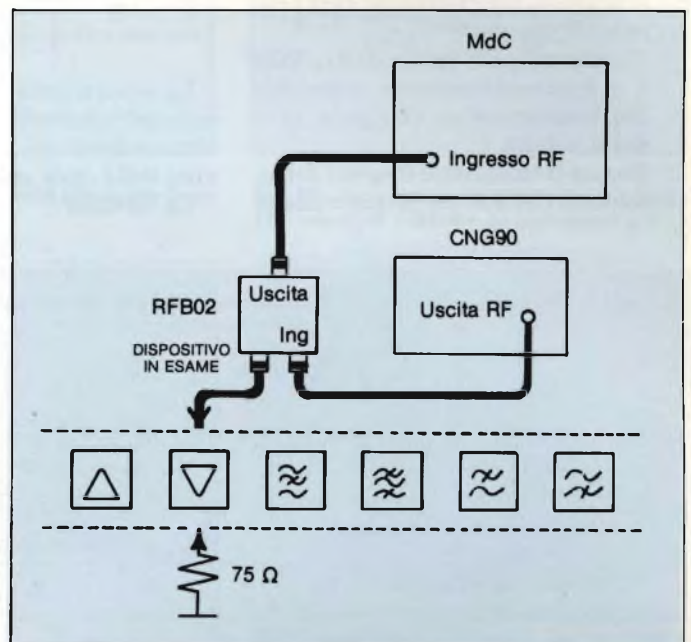 MdC
Ingresso RF
CNG90
Uscita RF
RFB02
Uscita
Ing
DISPOSITIVO
IN ESAME
75 Ω